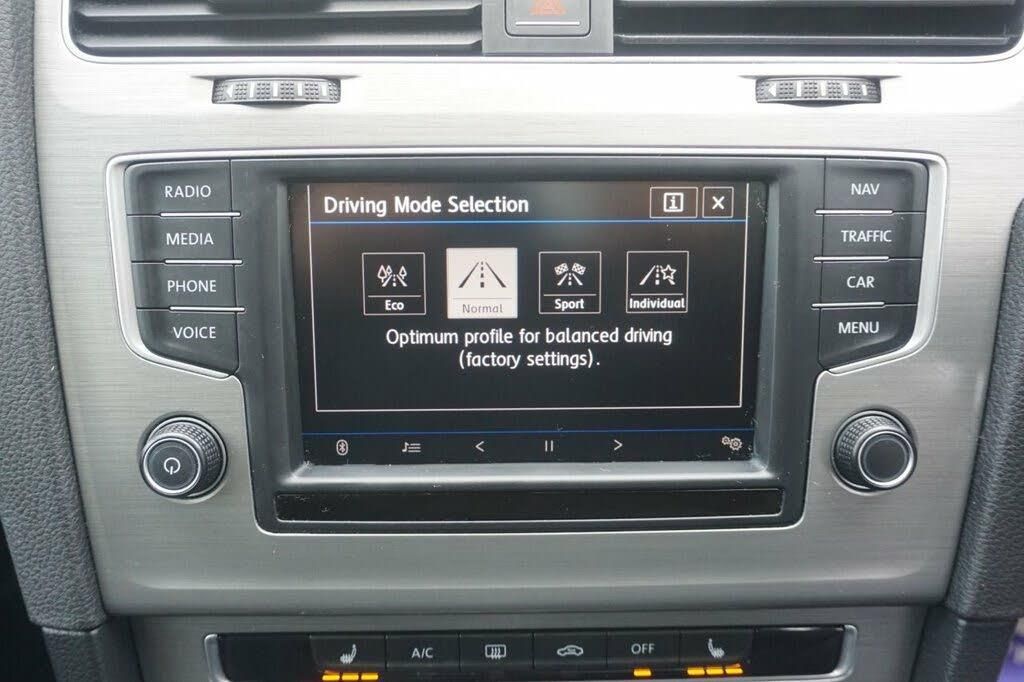 RADIO
MEDIA
PHONE
VOICE
Driving Mode Selection
i X
Eco
Normal
Sport
Individual
Optimum profile for balanced driving
(factory settings).
NAV
TRAFFIC
CAR
MENU
A/C
OFF